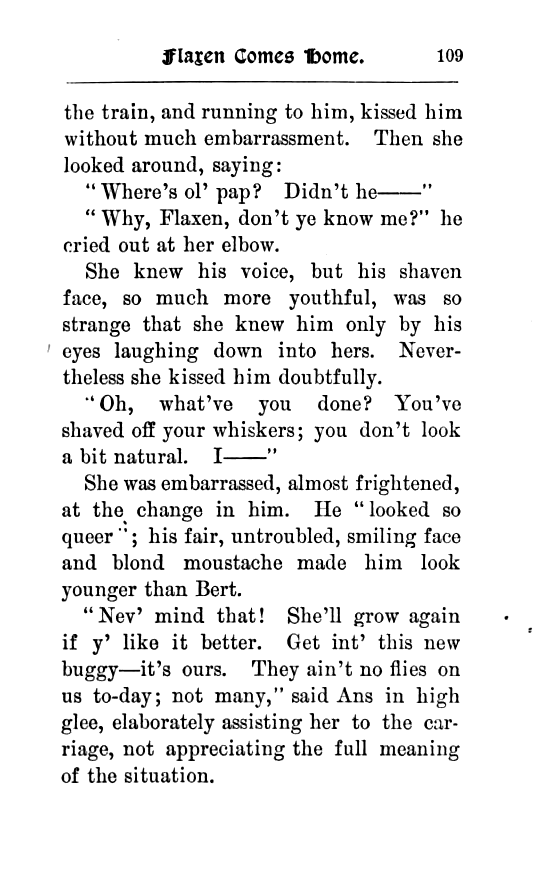 Flaxen Comes Home. 109
the train, and running to him, kissed him
without much embarrassment. Then she
looked around, saying:
"Where's ol' pap? Didn't he——"
"Why, Flaxen, don't ye know me?" he
cried out at her elbow.
She knew his voice, but his shaven
face, so much more youthful, was so
strange that she knew him only by his
eyes laughing down into hers. Never-
theless she kissed him doubtfully.
"Oh, what've you done? You've
shaved off your whiskers; you don't look
a bit natural. I——"
She was embarrassed, almost frightened,
at the change in him. He "looked so
queer"; his fair, untroubled, smiling face
and blond moustache made him look
younger than Bert.
"Nev' mind that! She'll grow again
if y' like it better. Get int' this new
buggy—it's ours. They ain't no flies on
us to-day; not many," said Ans in high
glee, elaborately assisting her to the car-
riage, not appreciating the full meaning
of the situation.